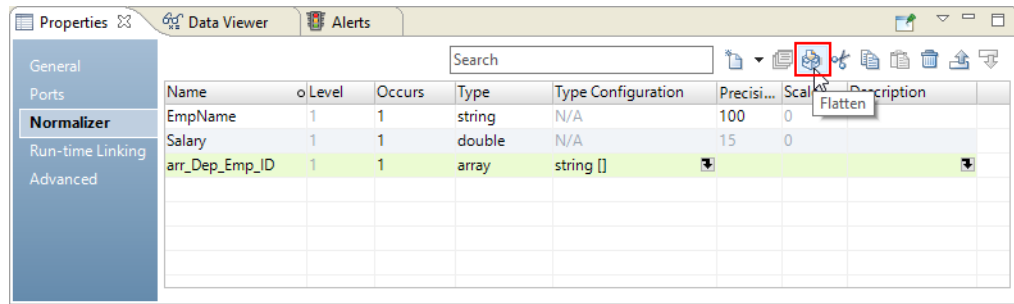 Properties Data Viewer Alerts
Search
General
Ports
Normalizer
Run-time Linking
Advanced
Name o Level Occurs Type Type Configuration Precisi... Scale Description
Flatten
EmpName 1 1 string N/A 100 0
Salary 1 1 double N/A 15 0
arr_Dep_Emp_ID 1 1 array string []